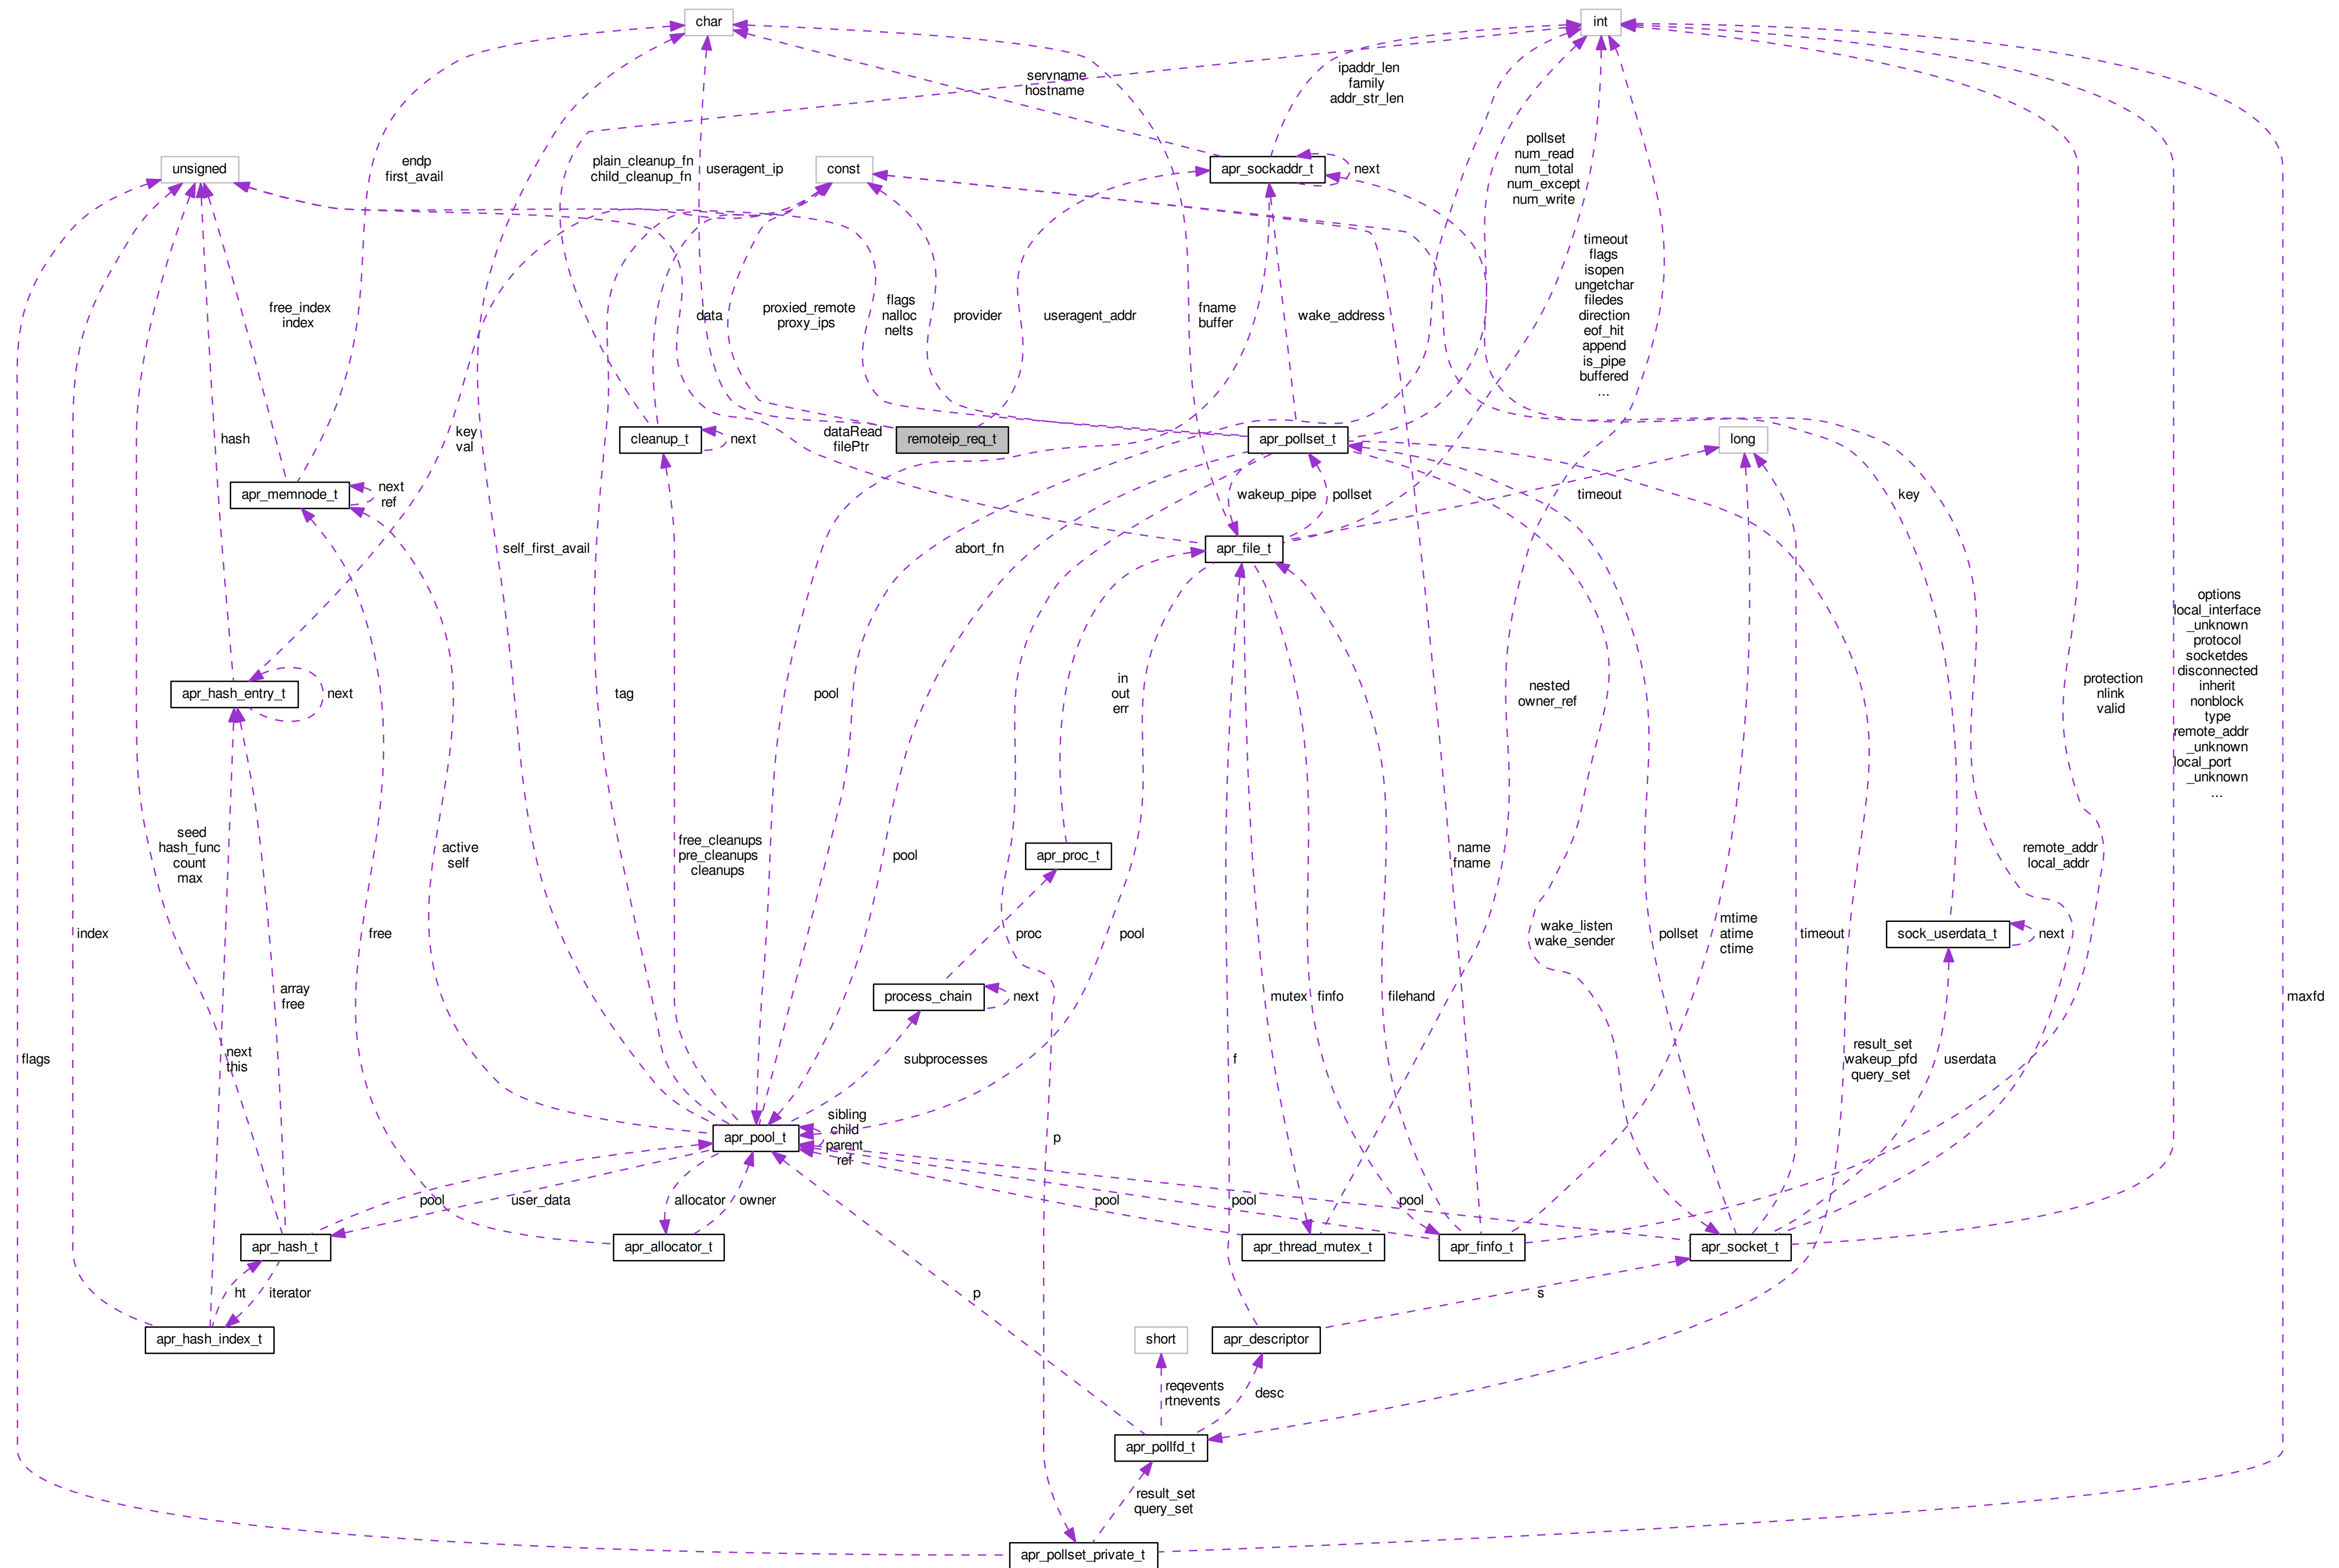 char
int
servname
hostname
ipaddr_len
family
addr_str_len
unsigned
endp
first_avail
plain_cleanup_fn
child_cleanup_fn
useragent_ip
const
apr_sockaddr_t
next
pollset
num_read
num_total
num_except
num_write
free_index
index
data
proxied_remote
proxy_ips
flags
nalloc
nelts
provider
useragent_addr
fname
buffer
wake_address
timeout
flags
isopen
ungetchar
filedes
direction
eof_hit
append
is_pipe
buffered
...
hash
key
val
cleanup_t
next
dataRead
filePtr
remoteip_req_t
apr_pollset_t
long
apr_memnode_t
next
ref
wakeup_pipe
pollset
timeout
key
self_first_avail
abort_fn
apr_file_t
apr_hash_entry_t
next
tag
pool
in
out
err
nested
owner_ref
protection
nlink
valid
options
local_interface
_unknown
protocol
socketdes
disconnected
inherit
nonblock
type
remote_addr
_unknown
local_port
_unknown
...
seed
hash_func
count
max
active
self
free_cleanups
pre_cleanups
cleanups
pool
apr_proc_t
name
fname
remote_addr
local_addr
index
free
proc
pool
wake_listen
wake_sender
pollset
mtime
atime
ctime
timeout
sock_userdata_t
next
array
free
process_chain
next
mutex
finfo
filehand
maxfd
flags
next
this
subprocesses
f
result_set
wakeup_pfd
query_set
userdata
apr_pool_t
sibling
child
parent
ref
p
pool
user_data
allocator
owner
pool
pool
pool
apr_hash_t
apr_allocator_t
apr_thread_mutex_t
apr_finfo_t
apr_socket_t
ht
iterator
p
s
apr_hash_index_t
short
apr_descriptor
reqevents
rtnevents
desc
apr_pollfd_t
result_set
query_set
apr_pollset_private_t